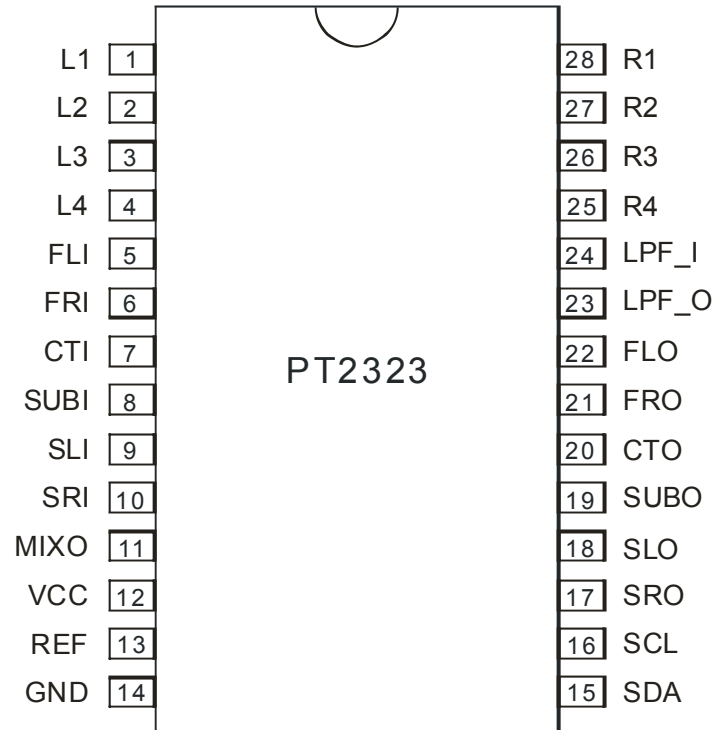 L1 1 28 R1
L2 2 27 R2
L3 3 26 R3
L4 4 25 R4
FLI 5 24 LPF_I
FRI 6 23 LPF_O
CTI 7 22 FLO
PT2323
SUBI 8 21 FRO
SLI 9 20 CTO
SRI 10 19 SUBO
MIXO 11 18 SLO
VCC 12 17 SRO
REF 13 16 SCL
GND 14 15 SDA